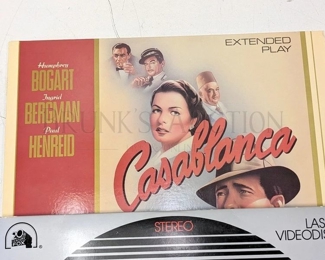 Humphrey
BOGART
Ingrid
BERGMAN
Paul
HENREID
EXTENDED
PLAY
Casablanca
STEREO
LAS
VIDEODIS